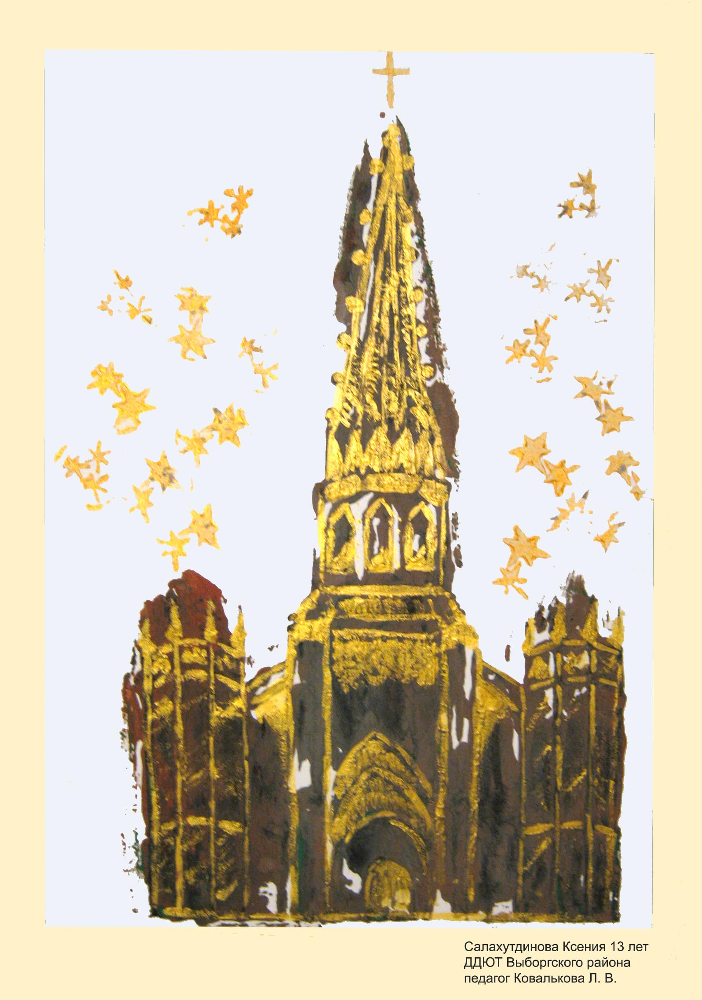 Салахутдинова Ксения 13 лет
ДДЮТ Выборгского района
педагог Ковалькова Л. В.